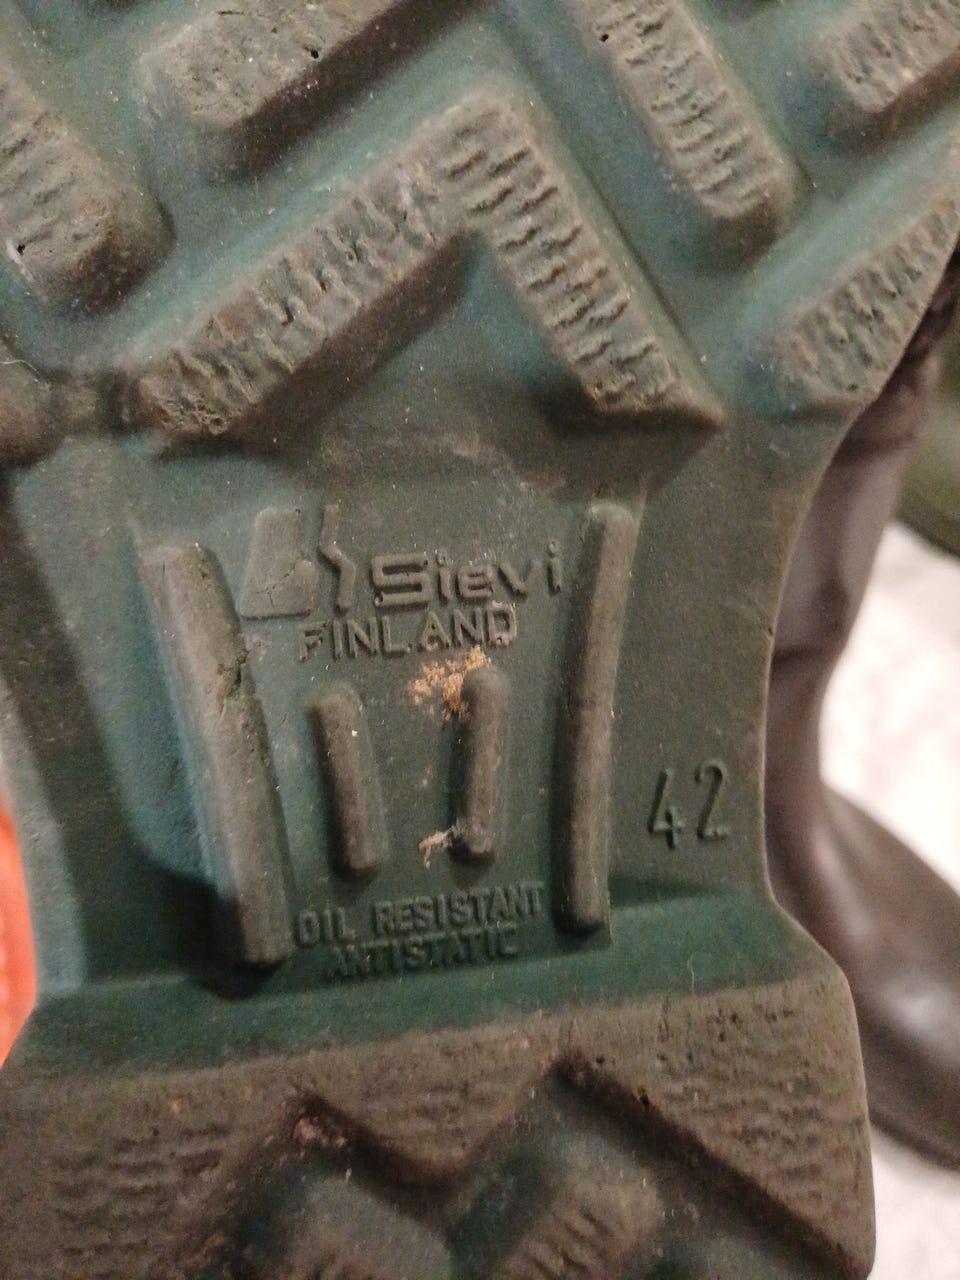 Sievi
FINLAND
42
OIL RESISTANT
ANTISTATIC